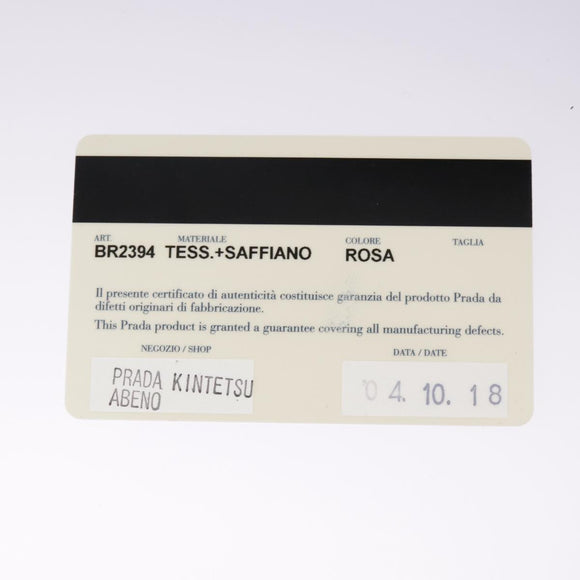 ART. MATERIALE COLORE TAGLIA
BR2394 TESS.+SAFFIANO ROSA
Il presente certificato di autenticità costituisce garanzia del prodotto Prada da
difetti originari di fabbricazione.
This Prada product is granted a guarantee covering all manufacturing defects.
NEGOZIO / SHOP DATA / DATE
PRADA KINTETSU
ABENO
04. 10. 18